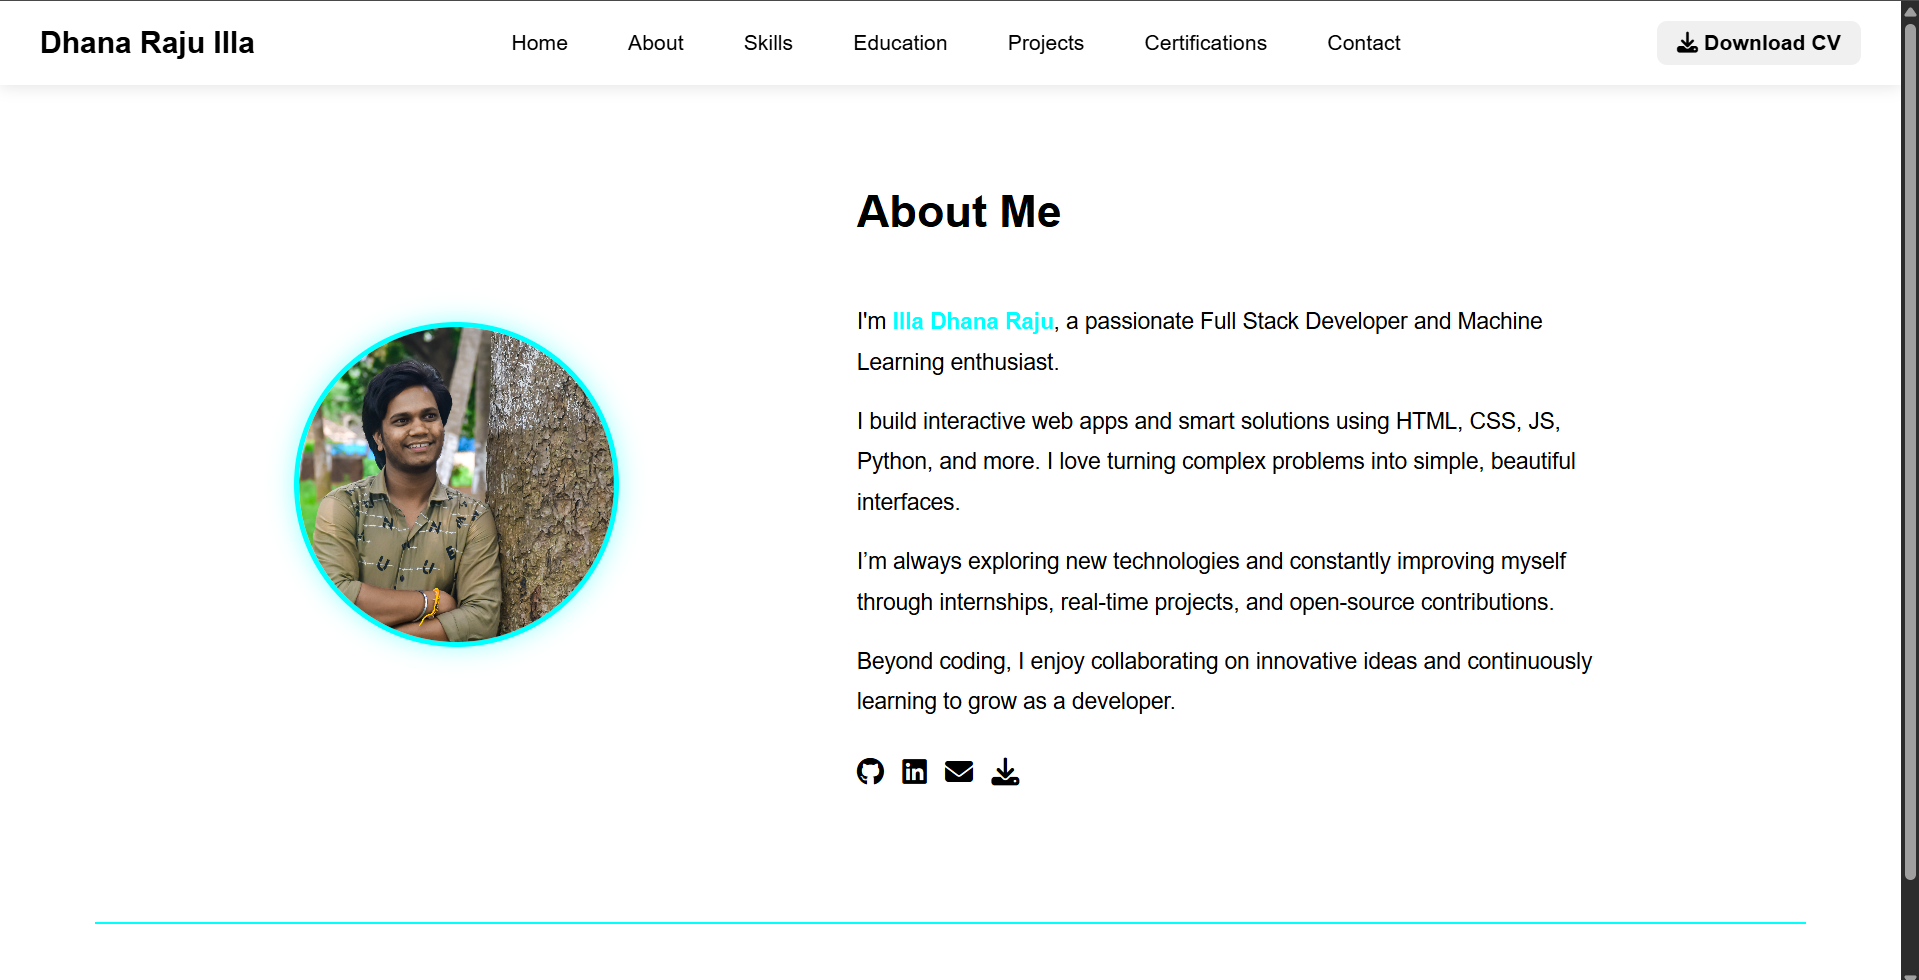 Dhana Raju Illa
Home
About
Skills
Education
Projects
Certifications
Contact
Download CV
About Me
I'm Illa Dhana Raju, a passionate Full Stack Developer and Machine
Learning enthusiast.
I build interactive web apps and smart solutions using HTML, CSS, JS,
Python, and more. I love turning complex problems into simple, beautiful
interfaces.
I’m always exploring new technologies and constantly improving myself
through internships, real-time projects, and open-source contributions.
Beyond coding, I enjoy collaborating on innovative ideas and continuously
learning to grow as a developer.